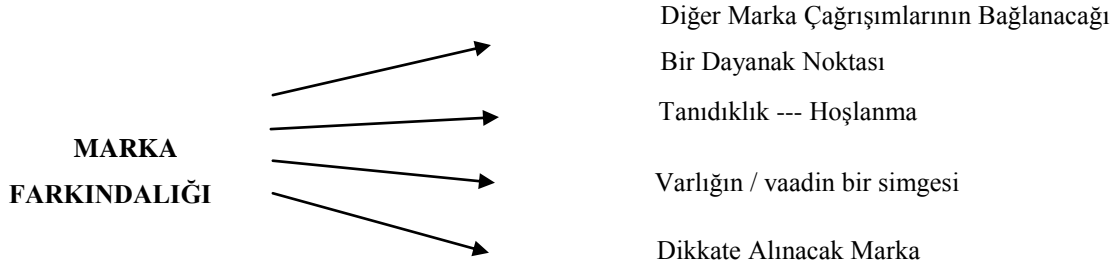 Diğer Marka Çağrışımlarının Bağlanacağı
Bir Dayanak Noktası
Tanıdıklık --- Hoşlanma
MARKA
FARKINDALIĞI
Varlığın / vaadin bir simgesi
Dikkate Alınacak Marka